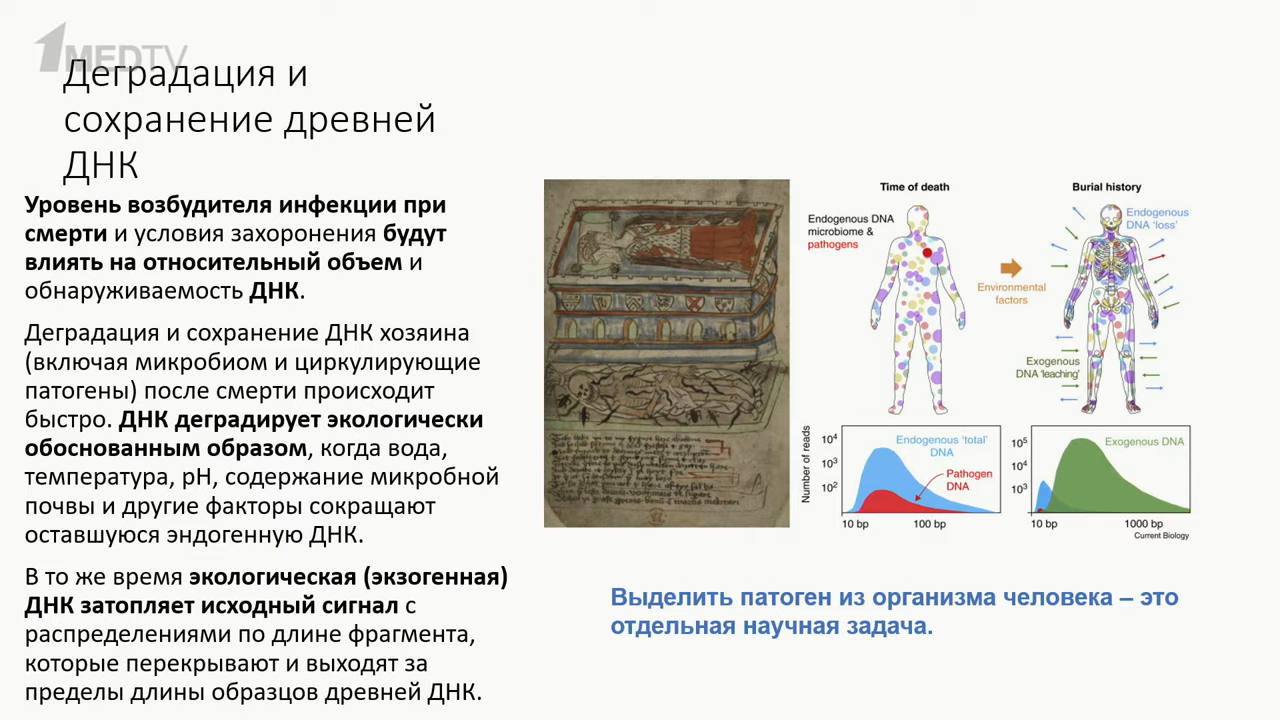 1MEDTV
Деградация и
сохранение древней
ДНК
Уровень возбудителя инфекции при
смерти и условия захоронения будут
влиять на относительный объем и
обнаруживаемость ДНК.
Деградация и сохранение ДНК хозяина
(включая микробиом и циркулирующие
патогены) после смерти происходит
быстро. ДНК деградирует экологически
обоснованным образом, когда вода,
температура, pH, содержание микробной
почвы и другие факторы сокращают
оставшуюся эндогенную ДНК.
В то же время экологическая (экзогенная)
ДНК затопляет исходный сигнал с
распределениями по длине фрагмента,
которые перекрывают и выходят за
пределы длины образцов древней ДНК.
Time of death
Burial history
Endogenous DNA
microbiome &
pathogens
Endogenous
DNA 'loss'
Environmental
factors
Exogenous
DNA 'leaching'
Number of reads
10⁴
10³
10²
Endogenous 'total'
DNA
Pathogen
DNA
10 bp
100 bp
10⁵
10⁴
10³
Exogenous DNA
10 bp
1000 bp
Current Biology
Выделить патоген из организма человека – это
отдельная научная задача.